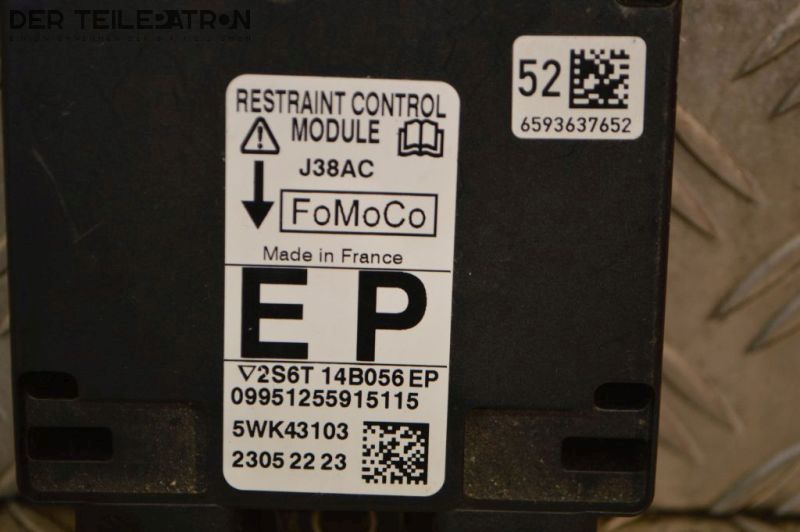 DER TEILEPATRON
52
6593637652
RESTRAINT CONTROL
MODULE
J38AC
FoMoCo
Made in France
E P
2S6T 14B056 EP
09951255915115
5WK43103
2305 22 23